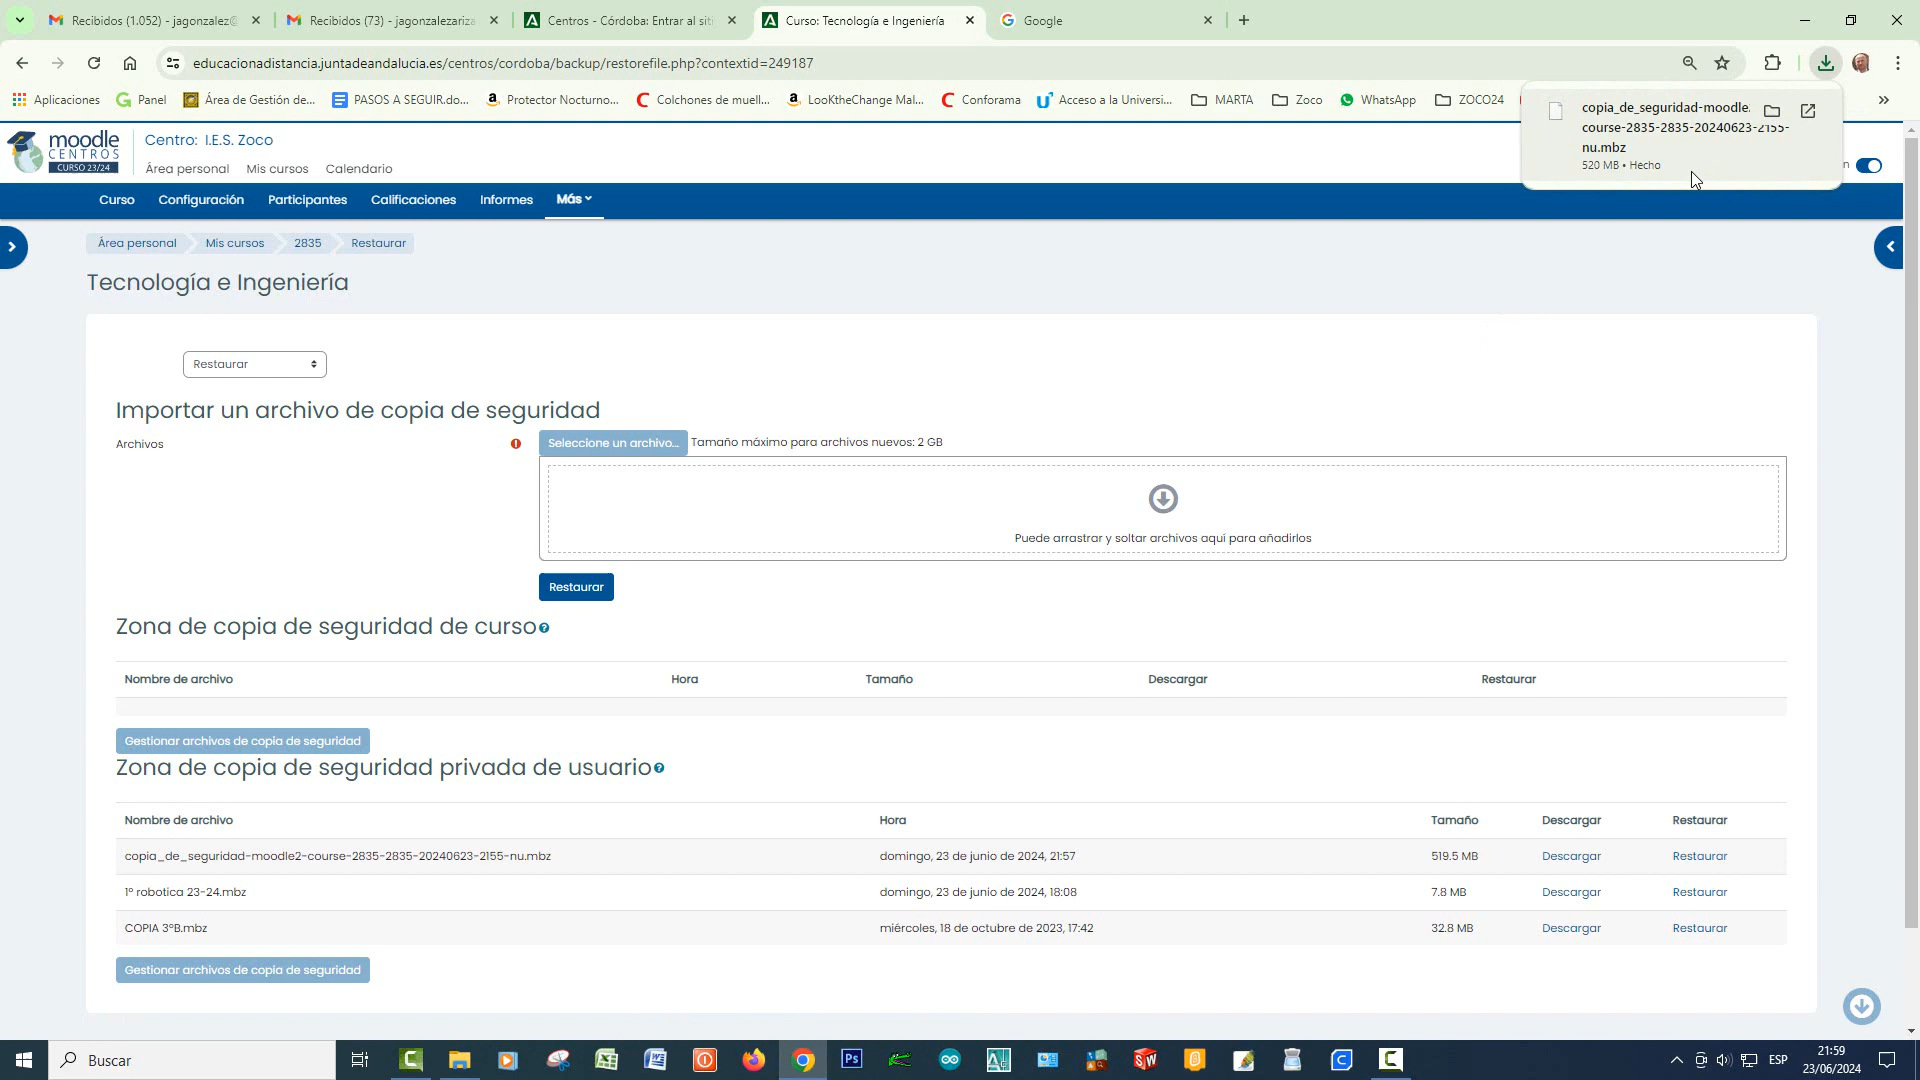 Recibidos (1.052) - jagonzalez@
Recibidos (73) - jagonzalezariza
Centros - Córdoba: Entrar al siti
Curso: Tecnología e Ingeniería
Google
educacionadistancia.juntadeandalucia.es/centros/cordoba/backup/restorefile.php?contextid=249187
Aplicaciones
Panel
Área de Gestión de...
PASOS A SEGUIR.do...
Protector Nocturno...
Colchones de muell...
LooKtheChange Mal...
Conforama
Acceso a la Universi...
MARTA
Zoco
WhatsApp
ZOCO24
copia_de_seguridad-moodle.
course-2835-2835-20240623-2155-
nu.mbz
520 MB • Hecho
moodle
CENTROS
CURSO 23/24
Centro: I.E.S. Zoco
Área personal Mis cursos Calendario
Curso Configuración Participantes Calificaciones Informes Más
Área personal Mis cursos 2835 Restaurar
Tecnología e Ingeniería
Restaurar
Importar un archivo de copia de seguridad
Archivos
Seleccione un archivo... Tamaño máximo para archivos nuevos: 2 GB
Puede arrastrar y soltar archivos aquí para añadirlos
Restaurar
Zona de copia de seguridad de curso
Nombre de archivo Hora Tamaño Descargar Restaurar
Gestionar archivos de copia de seguridad
Zona de copia de seguridad privada de usuario
Nombre de archivo Hora Tamaño Descargar Restaurar
copia_de_seguridad-moodle2-course-2835-2835-20240623-2155-nu.mbz domingo, 23 de junio de 2024, 21:57 519.5 MB Descargar Restaurar
1º robotica 23-24.mbz domingo, 23 de junio de 2024, 18:08 7.8 MB Descargar Restaurar
COPIA 3ºB.mbz miércoles, 18 de octubre de 2023, 17:42 32.8 MB Descargar Restaurar
Gestionar archivos de copia de seguridad
Buscar
ESP
21:59
23/06/2024